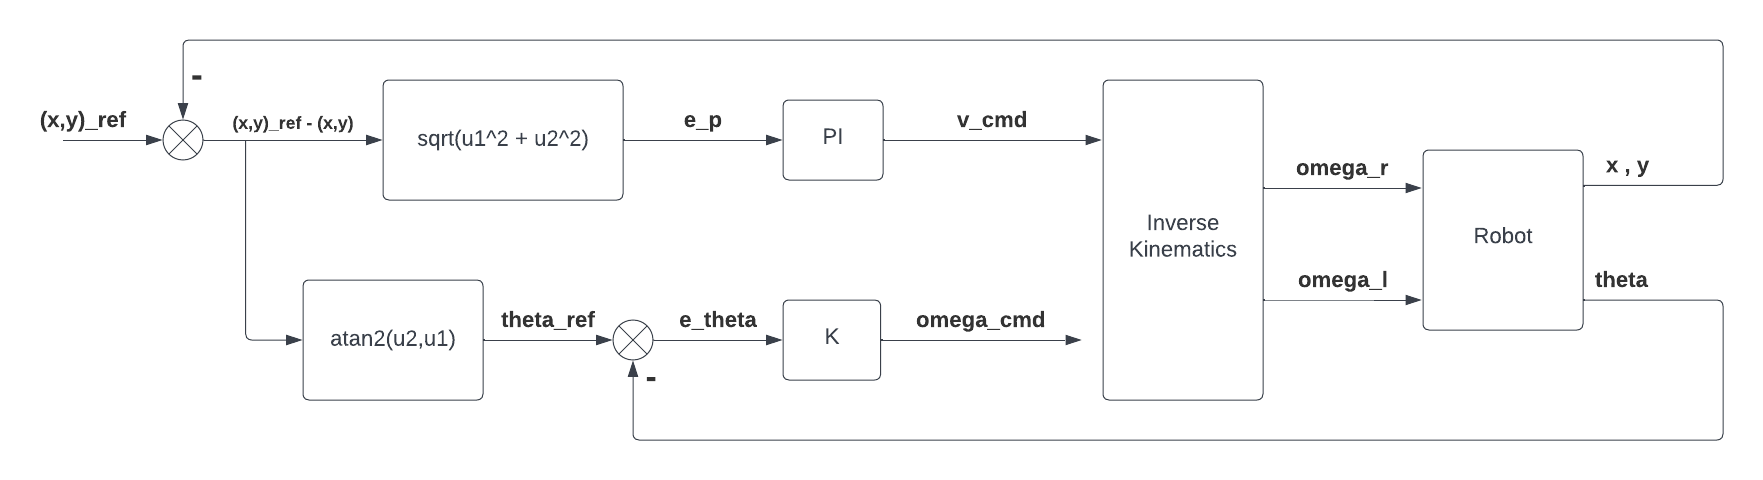 -
(x,y)_ref
(x,y)_ref - (x,y)
sqrt(u1^2 + u2^2)
e_p
PI
v_cmd
Inverse
Kinematics
omega_r
omega_l
Robot
x , y
theta
atan2(u2,u1)
theta_ref
-
e_theta
K
omega_cmd